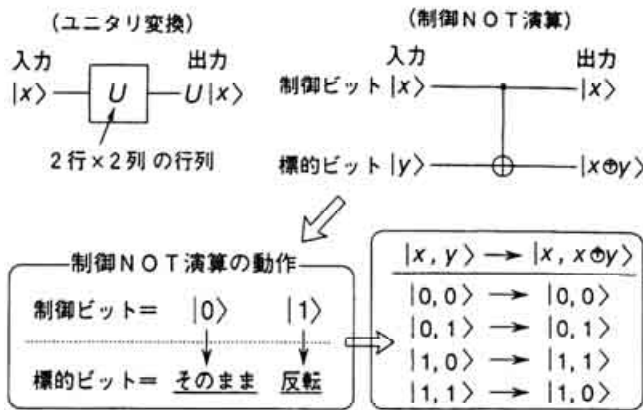 (ユニタリ変換)
入力
出力
|x⟩
U
U|x⟩
2行×2列の行列
(制御NOT演算)
入力
出力
制御ビット|x⟩
|x⟩
標的ビット|y⟩
|x⊕y⟩
制御NOT演算の動作
制御ビット= |0⟩ |1⟩
標的ビット= そのまま 反転
|x, y⟩ → |x, x⊕y⟩
|0, 0⟩ → |0, 0⟩
|0, 1⟩ → |0, 1⟩
|1, 0⟩ → |1, 1⟩
|1, 1⟩ → |1, 0⟩